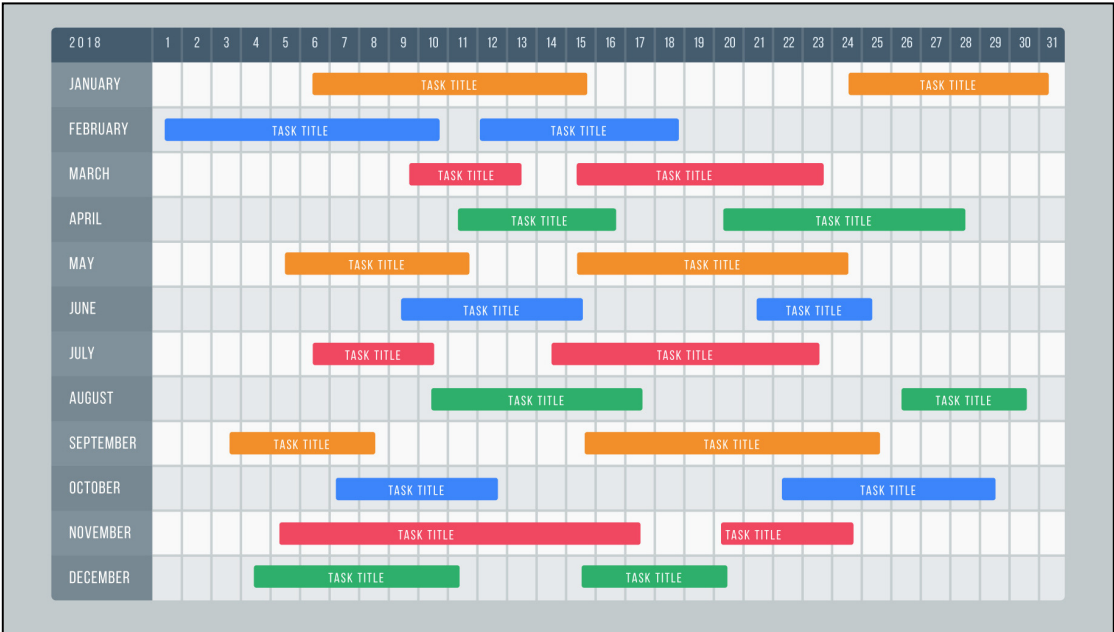 2018 1 2 3 4 5 6 7 8 9 10 11 12 13 14 15 16 17 18 19 20 21 22 23 24 25 26 27 28 29 30 31
JANUARY TASK TITLE TASK TITLE
FEBRUARY TASK TITLE TASK TITLE
MARCH TASK TITLE TASK TITLE
APRIL TASK TITLE TASK TITLE
MAY TASK TITLE TASK TITLE
JUNE TASK TITLE TASK TITLE
JULY TASK TITLE TASK TITLE
AUGUST TASK TITLE TASK TITLE
SEPTEMBER TASK TITLE TASK TITLE
OCTOBER TASK TITLE TASK TITLE
NOVEMBER TASK TITLE TASK TITLE
DECEMBER TASK TITLE TASK TITLE